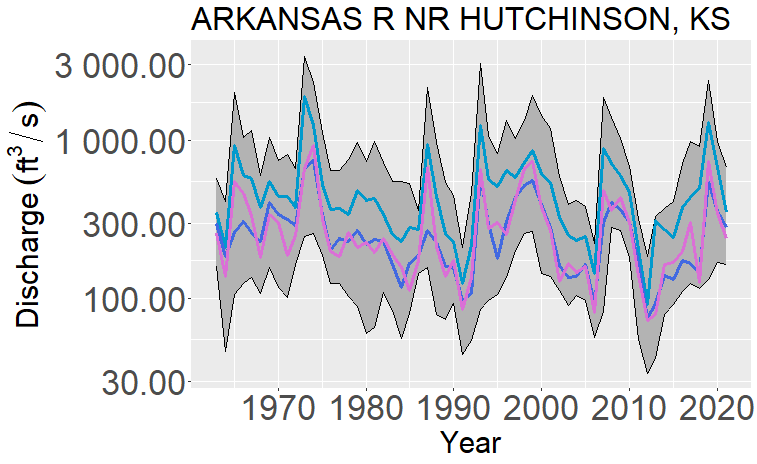 ARKANSAS R NR HUTCHINSON, KS
3 000.00
1 000.00
300.00
100.00
30.00
Discharge (ft³/s)
1970 1980 1990 2000 2010 2020
Year